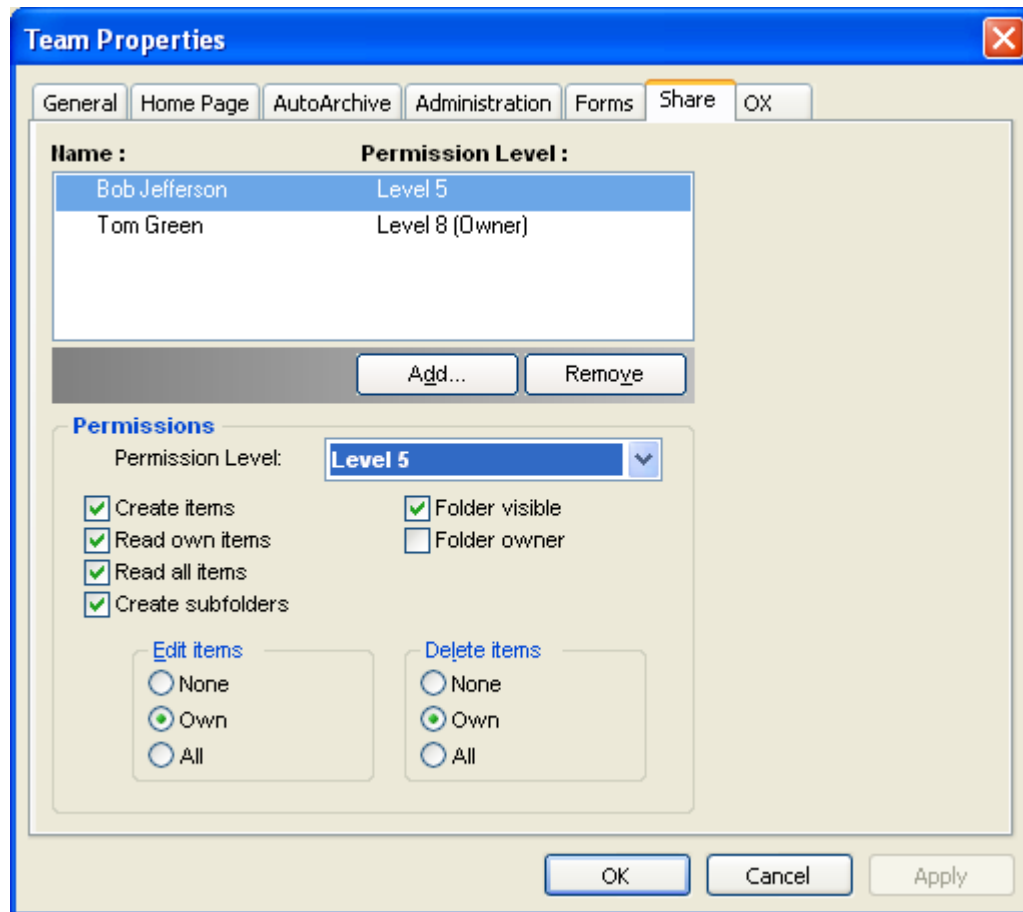 Team Properties
General Home Page AutoArchive Administration Forms Share OX
Name : Permission Level :
Bob Jefferson Level 5
Tom Green Level 8 (Owner)
Add... Remove
Permissions
Permission Level: Level 5
Create items Folder visible
Read own items Folder owner
Read all items
Create subfolders
Edit items Delete items
None None
Own Own
All All
OK Cancel Apply